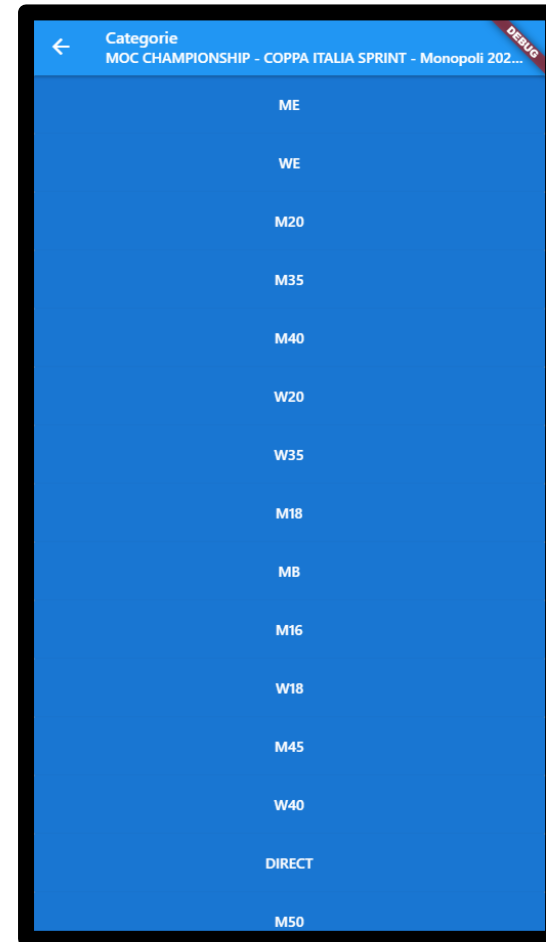 Categorie
MOC CHAMPIONSHIP - COPPA ITALIA SPRINT - Monopoli 202...
DEBUG
ME
WE
M20
M35
M40
W20
W35
M18
MB
M16
W18
M45
W40
DIRECT
M50